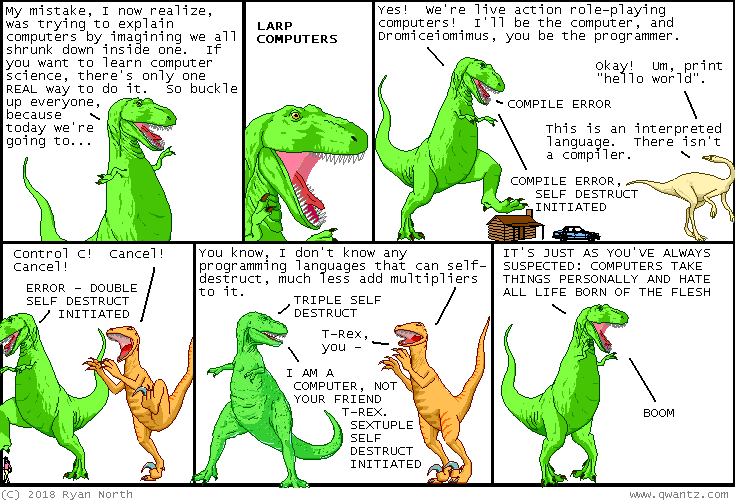 My mistake, I now realize,
was trying to explain
computers by imagining we all
shrunk down inside one.  If
you want to learn computer
science, there's only one
REAL way to do it.  So buckle
up everyone,
because
today we're
going to...
LARP
COMPUTERS
Yes!  We're live action role-playing
computers!  I'll be the computer, and
Dromiceiomimus, you be the programmer.
Okay!  Um, print
"hello world".
COMPILE ERROR
This is an interpreted
language.  There isn't
a compiler.
COMPILE ERROR,
SELF DESTRUCT
INITIATED
Control C!  Cancel!
Cancel!
ERROR - DOUBLE
SELF DESTRUCT
INITIATED
You know, I don't know any
programming languages that can self-
destruct, much less add multipliers
to it.
TRIPLE SELF
DESTRUCT
T-Rex,
you -
I AM A
COMPUTER, NOT
YOUR FRIEND
T-REX.
SEXTUPLE
SELF
DESTRUCT
INITIATED
IT'S JUST AS YOU'VE ALWAYS
SUSPECTED: COMPUTERS TAKE
THINGS PERSONALLY AND HATE
ALL LIFE BORN OF THE FLESH
BOOM
(C) 2018 Ryan North
www.qwantz.com